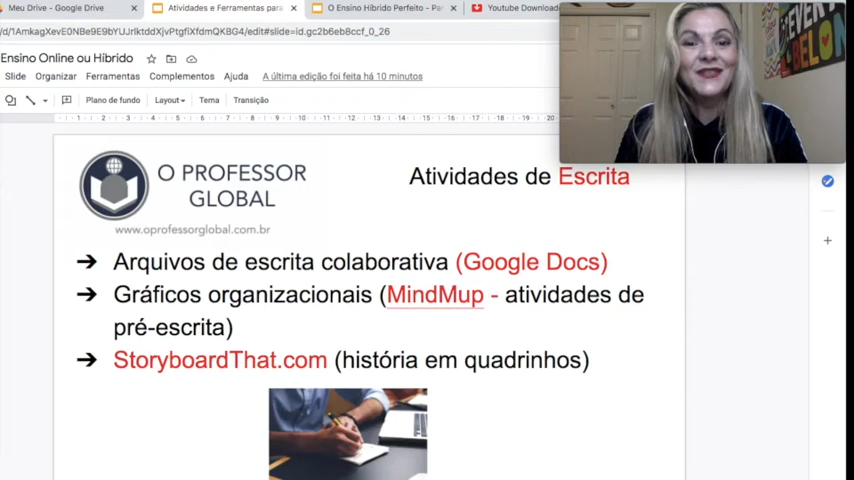 Meu Drive - Google Drive
Atividades e Ferramentas para
O Ensino Híbrido Perfeito - Par
Youtube Download
/d/1AmkagXevE0NBe9E9bYUJrlktddXjvPtgfiXfdmQKBG4/edit#slide=id.gc2b6eb8ccf_0_26
Ensino Online ou Híbrido
Slide Organizar Ferramentas Complementos Ajuda A última edição foi feita há 10 minutos
Plano de fundo Layout Tema Transição
EVERY
BELONG
O PROFESSOR
GLOBAL
www.oprofessorglobal.com.br
Atividades de Escrita
➔ Arquivos de escrita colaborativa (Google Docs)
➔ Gráficos organizacionais (MindMup - atividades de
pré-escrita)
➔ StoryboardThat.com (história em quadrinhos)